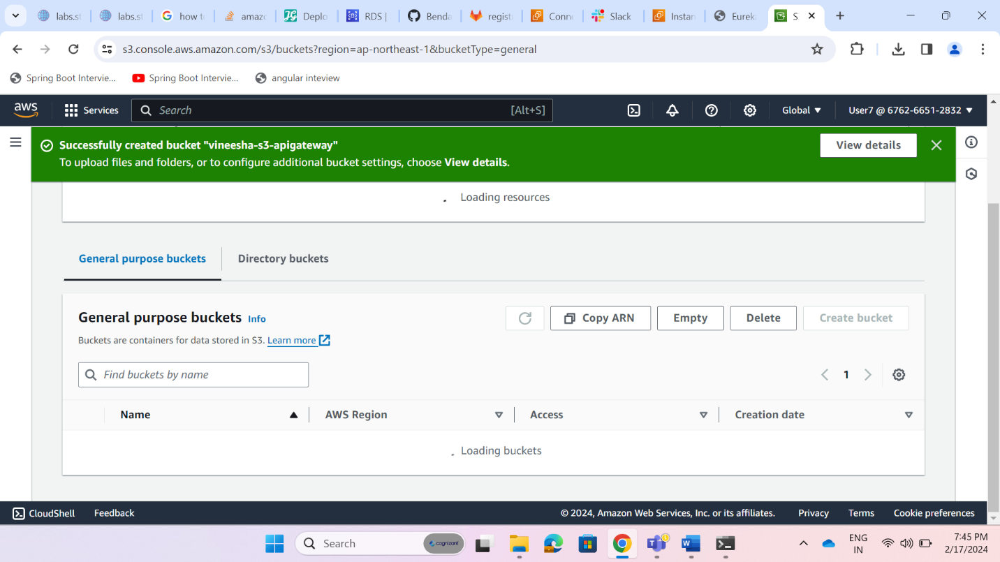 labs.st
labs.st
how to
amazo
Deplo
RDS |
Benda
registr
Conne
Slack
Instan
Eureka
S
s3.console.aws.amazon.com/s3/buckets?region=ap-northeast-1&bucketType=general
Spring Boot Intervie...
Spring Boot Intervie...
angular inteview
aws
Services
Search
[Alt+S]
Global
User7 @ 6762-6651-2832
Successfully created bucket "vineesha-s3-apigateway"
To upload files and folders, or to configure additional bucket settings, choose View details.
View details
Loading resources
General purpose buckets
Directory buckets
General purpose buckets Info
Buckets are containers for data stored in S3. Learn more
Copy ARN
Empty
Delete
Create bucket
Find buckets by name
1
Name
AWS Region
Access
Creation date
Loading buckets
CloudShell
Feedback
© 2024, Amazon Web Services, Inc. or its affiliates.
Privacy
Terms
Cookie preferences
Search
cognizant
ENG
IN
7:45 PM
2/17/2024